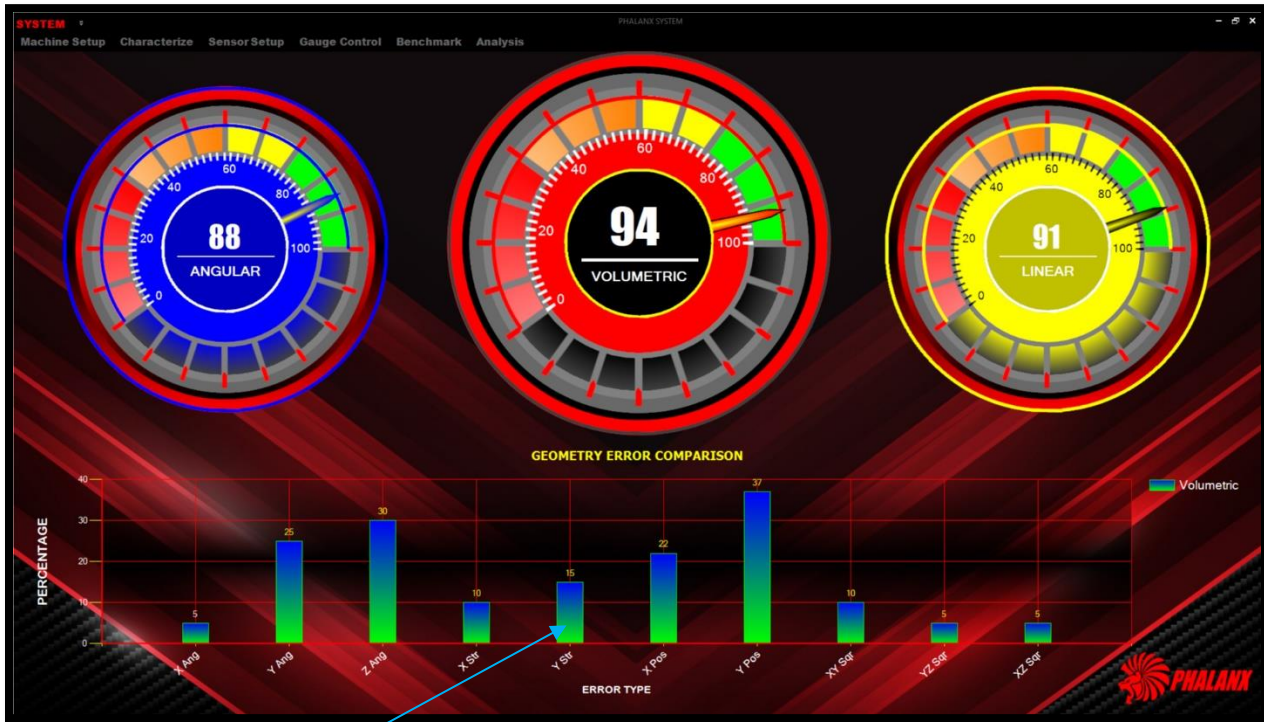 SYSTEM
PHALANX SYSTEM
Machine Setup Characterize Sensor Setup Gauge Control Benchmark Analysis
0 20 40 60 80 100
88
ANGULAR
0 20 40 60 80 100
94
VOLUMETRIC
0 20 40 60 80 100
91
LINEAR
GEOMETRY ERROR COMPARISON
Volumetric
PERCENTAGE
40
30
20
10
0
5 25 30 10 15 22 37 10 5 5
X Ang Y Ang Z Ang X Str Y Str X Pos Y Pos XY Sqr YZ Sqr XZ Sqr
ERROR TYPE
PHALANX